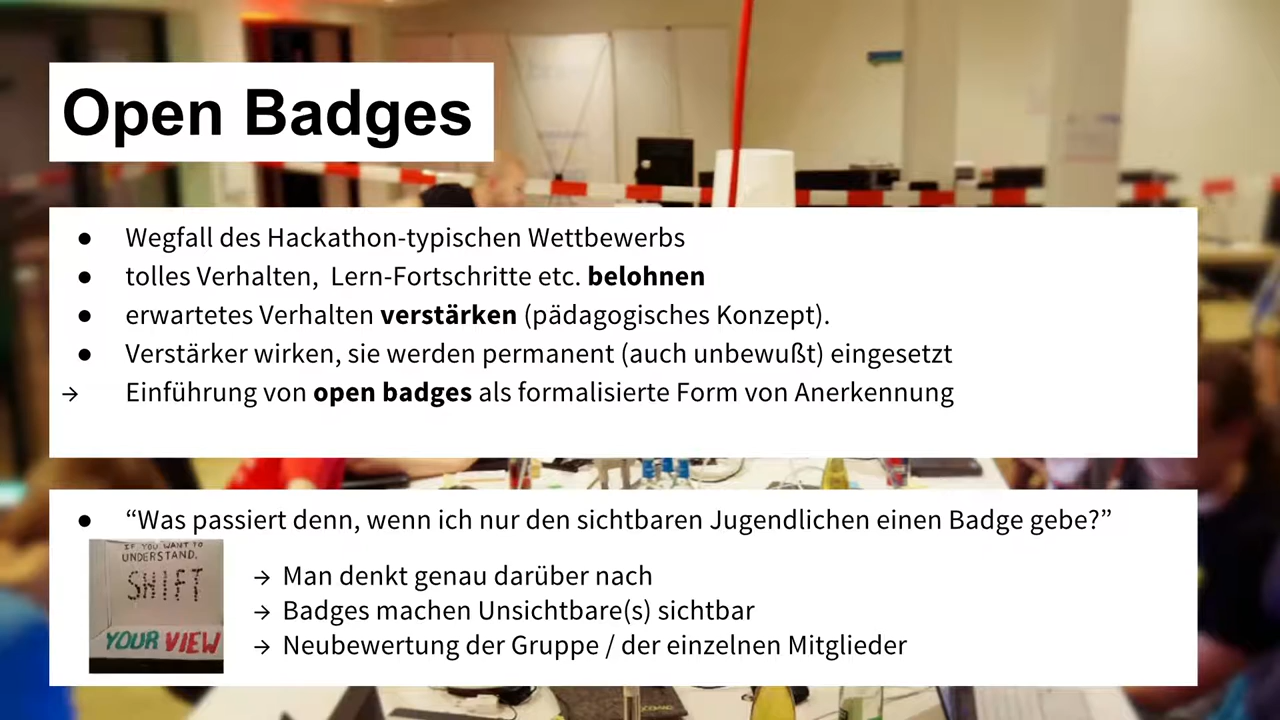 Open Badges
● Wegfall des Hackathon-typischen Wettbewerbs
● tolles Verhalten, Lern-Fortschritte etc. belohnen
● erwartetes Verhalten verstärken (pädagogisches Konzept).
● Verstärker wirken, sie werden permanent (auch unbewußt) eingesetzt
→ Einführung von open badges als formalisierte Form von Anerkennung
● “Was passiert denn, wenn ich nur den sichtbaren Jugendlichen einen Badge gebe?”
IF YOU WANT TO
UNDERSTAND,
SHIFT
YOUR VIEW
→ Man denkt genau darüber nach
→ Badges machen Unsichtbare(s) sichtbar
→ Neubewertung der Gruppe / der einzelnen Mitglieder